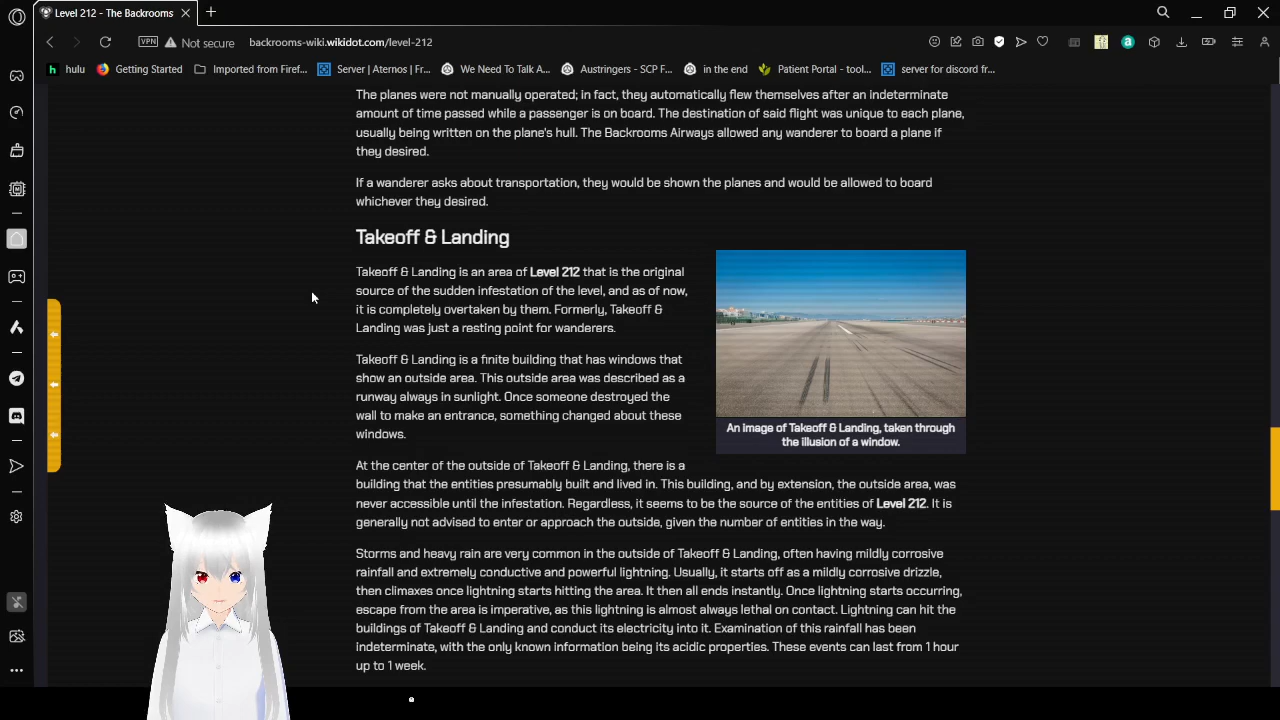 Level 212 - The Backrooms
VPN
Not secure
backrooms-wiki.wikidot.com/level-212
hulu
Getting Started
Imported from Firef...
Server | Aternos | Fr...
We Need To Talk A...
Austringers - SCP F...
in the end
Patient Portal - tool...
server for discord fr...
The planes were not manually operated; in fact, they automatically flew themselves after an indeterminate
amount of time passed while a passenger is on board. The destination of said flight was unique to each plane,
usually being written on the plane's hull. The Backrooms Airways allowed any wanderer to board a plane if
they desired.
If a wanderer asks about transportation, they would be shown the planes and would be allowed to board
whichever they desired.
Takeoff & Landing
Takeoff & Landing is an area of Level 212 that is the original
source of the sudden infestation of the level, and as of now,
it is completely overtaken by them. Formerly, Takeoff &
Landing was just a resting point for wanderers.
Takeoff & Landing is a finite building that has windows that
show an outside area. This outside area was described as a
runway always in sunlight. Once someone destroyed the
wall to make an entrance, something changed about these
windows.
An image of Takeoff & Landing, taken through
the illusion of a window.
At the center of the outside of Takeoff & Landing, there is a
building that the entities presumably built and lived in. This building, and by extension, the outside area, was
never accessible until the infestation. Regardless, it seems to be the source of the entities of Level 212. It is
generally not advised to enter or approach the outside, given the number of entities in the way.
Storms and heavy rain are very common in the outside of Takeoff & Landing, often having mildly corrosive
rainfall and extremely conductive and powerful lightning. Usually, it starts off as a mildly corrosive drizzle,
then climaxes once lightning starts hitting the area. It then all ends instantly. Once lightning starts occurring,
escape from the area is imperative, as this lightning is almost always lethal on contact. Lightning can hit the
buildings of Takeoff & Landing and conduct its electricity into it. Examination of this rainfall has been
indeterminate, with the only known information being its acidic properties. These events can last from 1 hour
up to 1 week.